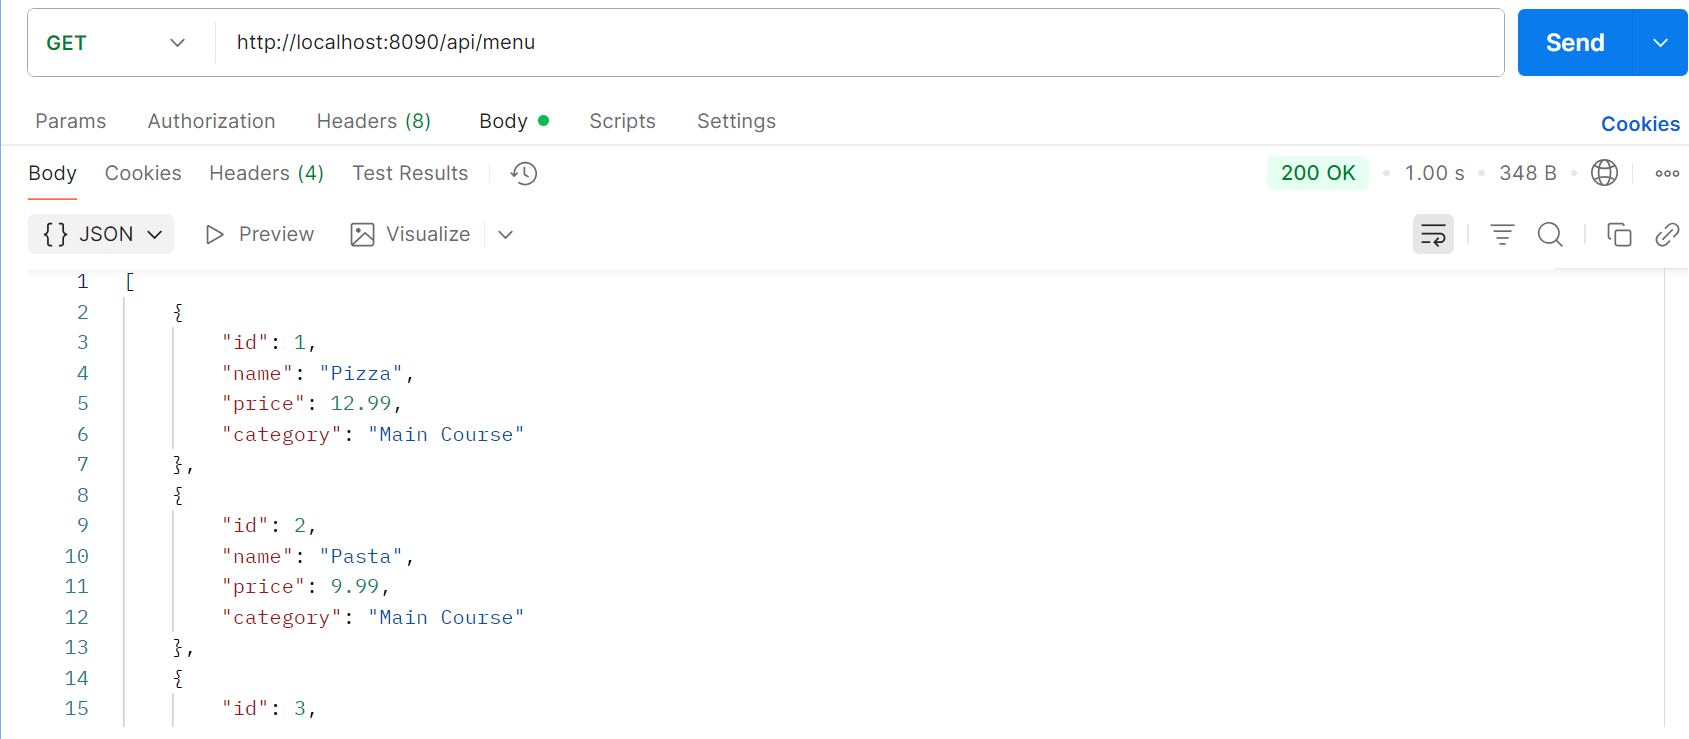 GET http://localhost:8090/api/menu Send
Params Authorization Headers (8) Body Scripts Settings Cookies
Body Cookies Headers (4) Test Results 200 OK 1.00 s 348 B
{} JSON Preview Visualize
1 [
2 {
3 "id": 1,
4 "name": "Pizza",
5 "price": 12.99,
6 "category": "Main Course"
7 },
8 {
9 "id": 2,
10 "name": "Pasta",
11 "price": 9.99,
12 "category": "Main Course"
13 },
14 {
15 "id": 3,